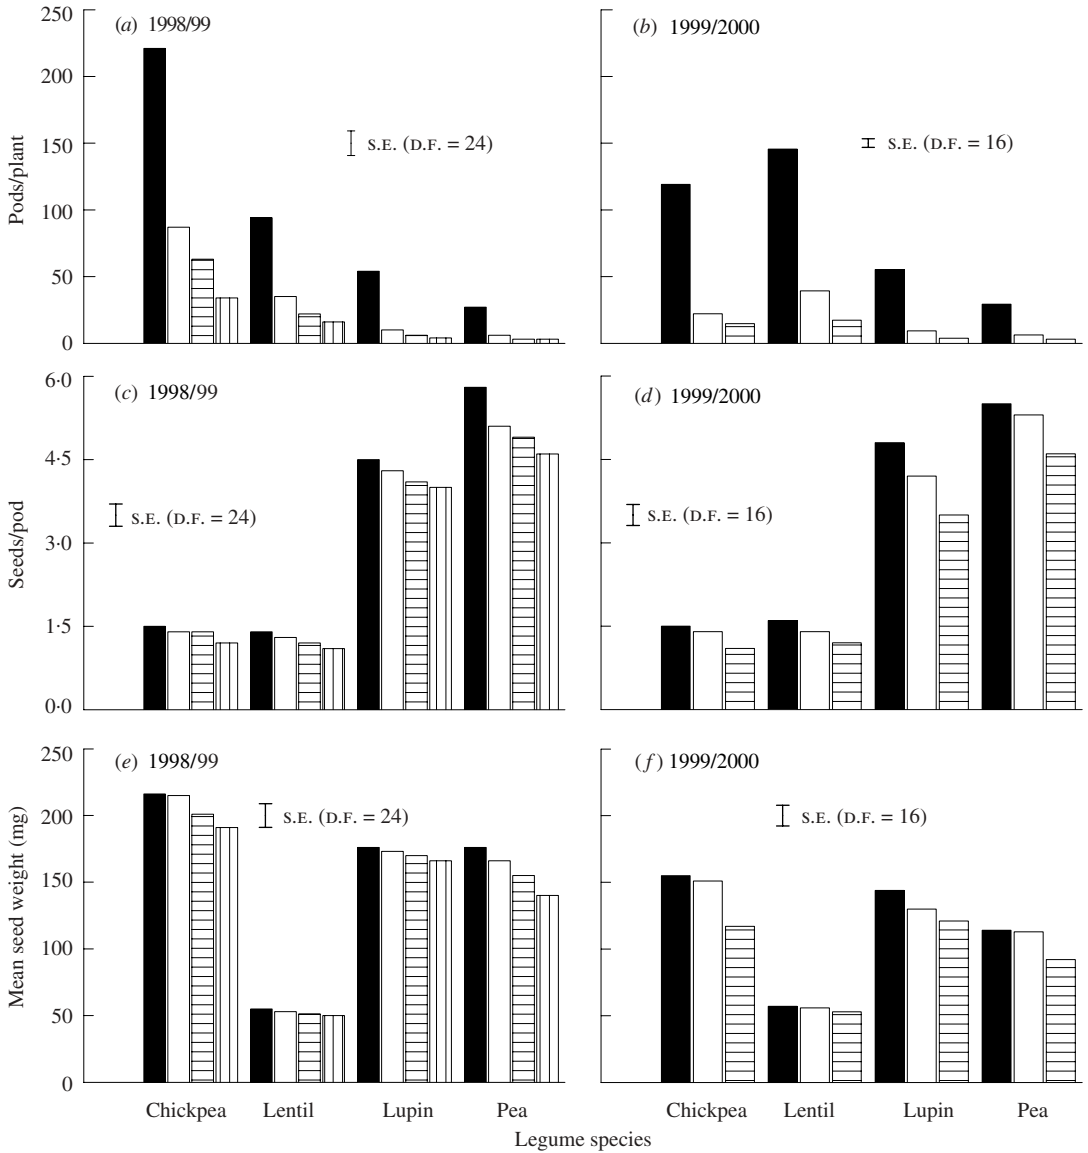 250
200
150
100
50
0
Pods/plant
(a) 1998/99
S.E. (D.F. = 24)
(b) 1999/2000
S.E. (D.F. = 16)
6·0
4·5
3·0
1·5
0·0
Seeds/pod
(c) 1998/99
S.E. (D.F. = 24)
(d) 1999/2000
S.E. (D.F. = 16)
250
200
150
100
50
0
Mean seed weight (mg)
(e) 1998/99
S.E. (D.F. = 24)
(f) 1999/2000
S.E. (D.F. = 16)
Chickpea Lentil Lupin Pea
Chickpea Lentil Lupin Pea
Legume species